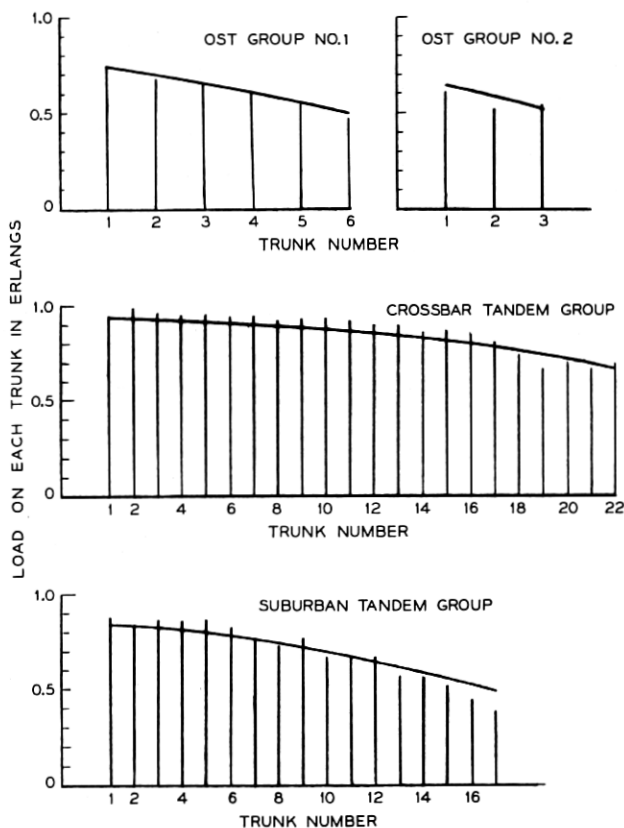 LOAD ON EACH TRUNK IN ERLANGS
OST GROUP NO.1
1.0
0.5
0
1 2 3 4 5 6
TRUNK NUMBER
OST GROUP NO.2
1 2 3
CROSSBAR TANDEM GROUP
1.0
0.5
0
1 2 4 6 8 10 12 14 16 18 20 22
TRUNK NUMBER
SUBURBAN TANDEM GROUP
1.0
0.5
0
1 2 4 6 8 10 12 14 16
TRUNK NUMBER